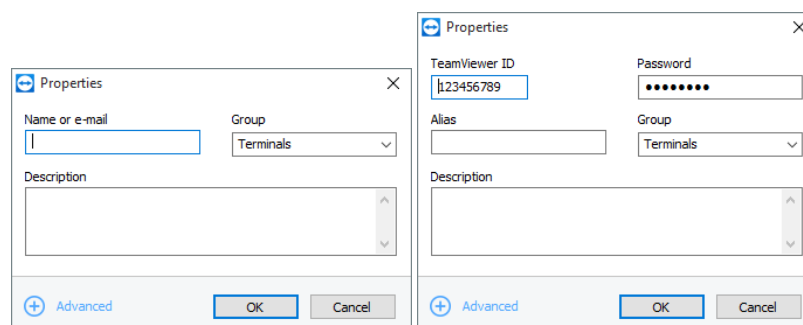 Properties
Name or e-mail
Group
Terminals
Description
Advanced
OK
Cancel
Properties
TeamViewer ID
Password
123456789
••••••••
Alias
Group
Terminals
Description
Advanced
OK
Cancel